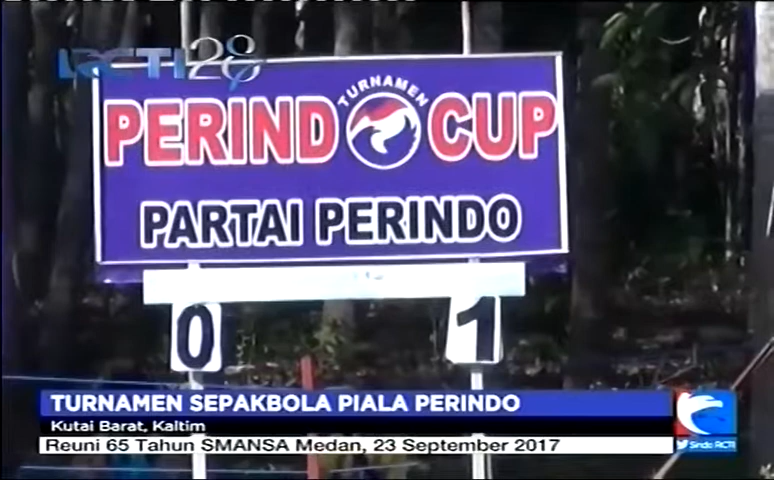 RCTI 28
TURNAMEN
PERINDO CUP
PARTAI PERINDO
0 1
TURNAMEN SEPAKBOLA PIALA PERINDO
Kutai Barat, Kaltim
Reuni 65 Tahun SMANSA Medan, 23 September 2017
Sindo RCTI